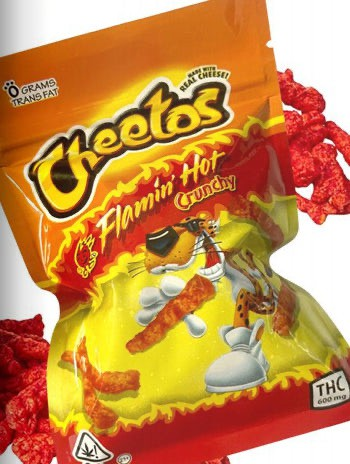 0 GRAMS
TRANS FAT
MADE WITH
REAL CHEESE!
Cheetos
Flamin' Hot
Crunchy
THC
600 mg